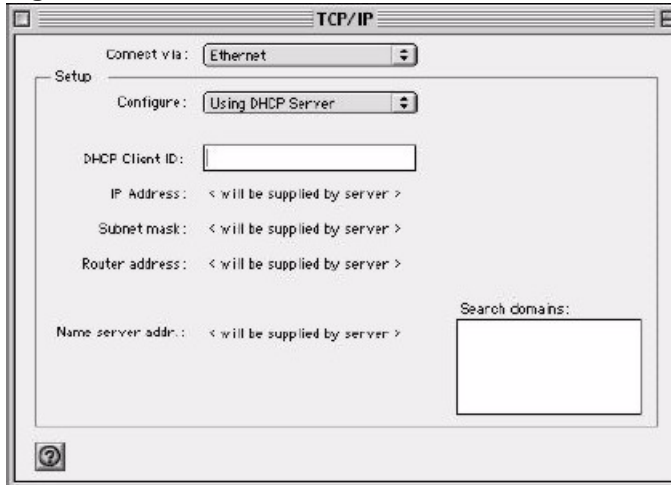 TCP/IP
Connect via: Ethernet
Setup
Configure: Using DHCP Server
DHCP Client ID:
IP Address: < will be supplied by server >
Subnet mask: < will be supplied by server >
Router address: < will be supplied by server >
Search domains:
Name server addr.: < will be supplied by server >
?